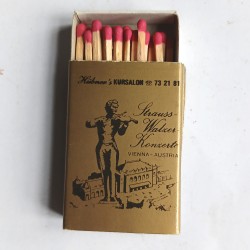 Hübner's KURSALON ☎ 73 21 81
Strauss-
Walzer
Konzerte
VIENNA - AUSTRIA